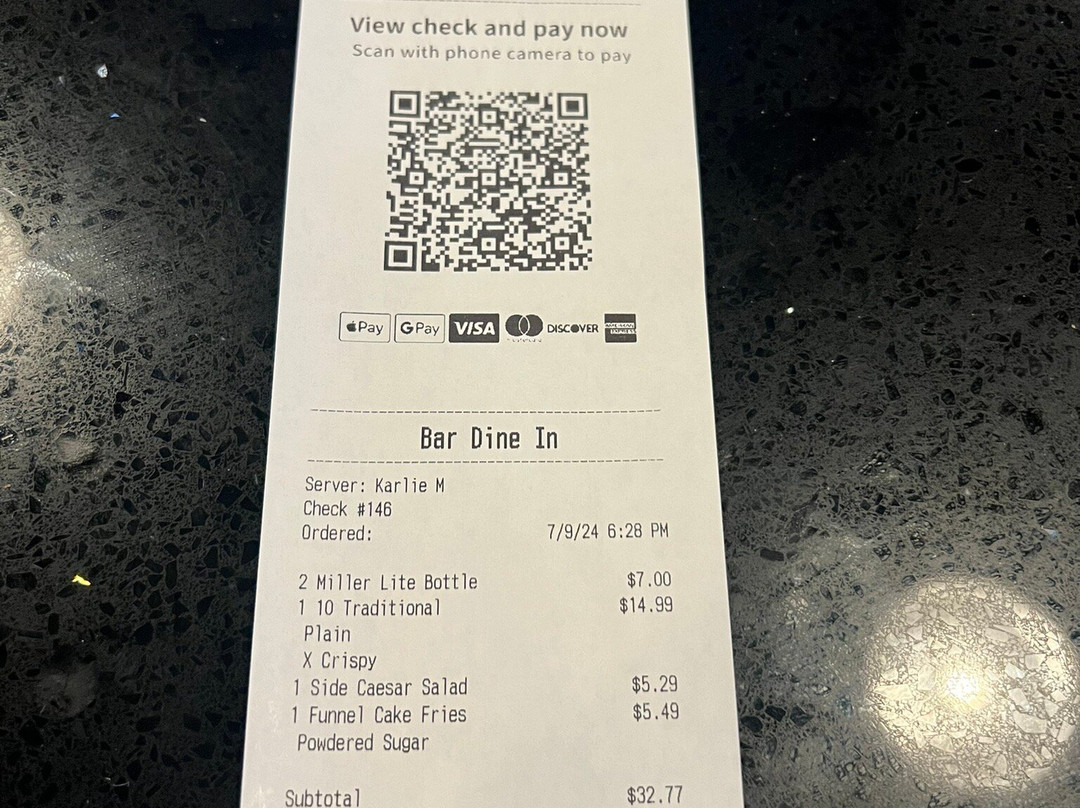 View check and pay now
Scan with phone camera to pay
Pay GPay VISA DISCOVER
Bar Dine In
Server: Karlie M
Check #146
Ordered: 7/9/24 6:28 PM
2 Miller Lite Bottle $7.00
1 10 Traditional $14.99
Plain
X Crispy
1 Side Caesar Salad $5.29
1 Funnel Cake Fries $5.49
Powdered Sugar
Subtotal $32.77